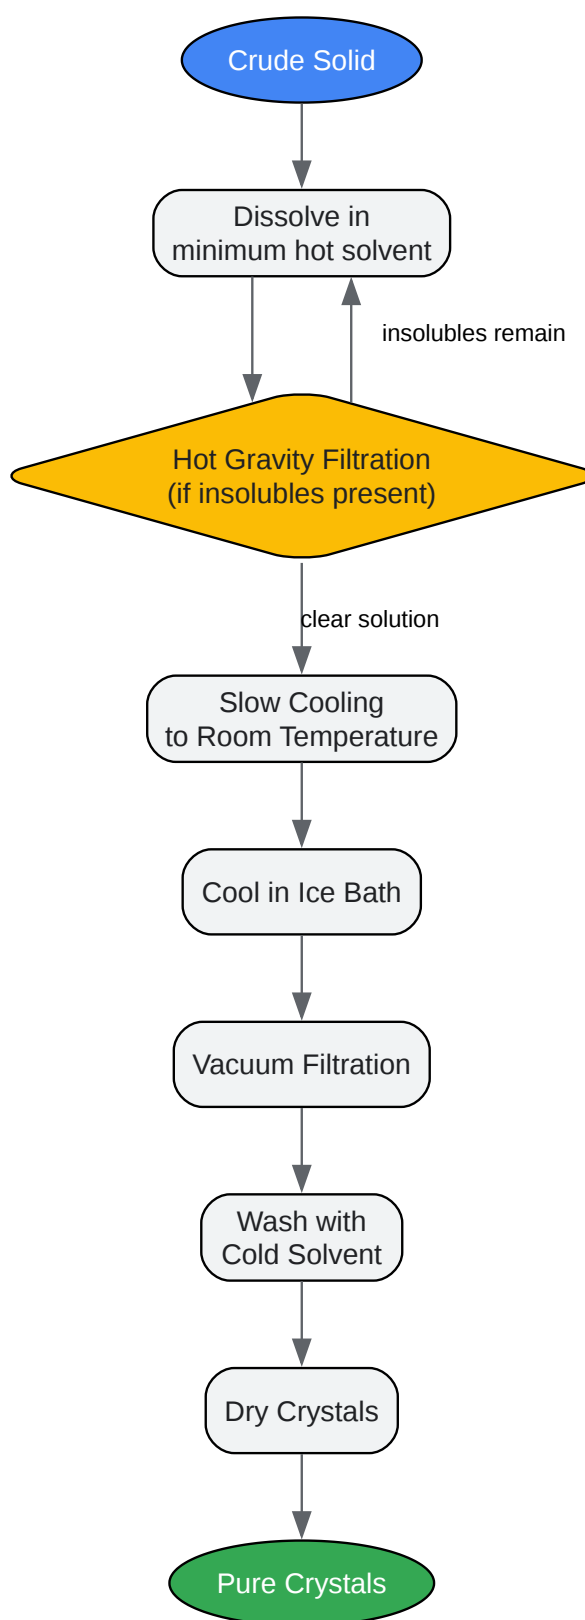 Crude Solid
Dissolve in
minimum hot solvent
insolubles remain
Hot Gravity Filtration
(if insolubles present)
clear solution
Slow Cooling
to Room Temperature
Cool in Ice Bath
Vacuum Filtration
Wash with
Cold Solvent
Dry Crystals
Pure Crystals